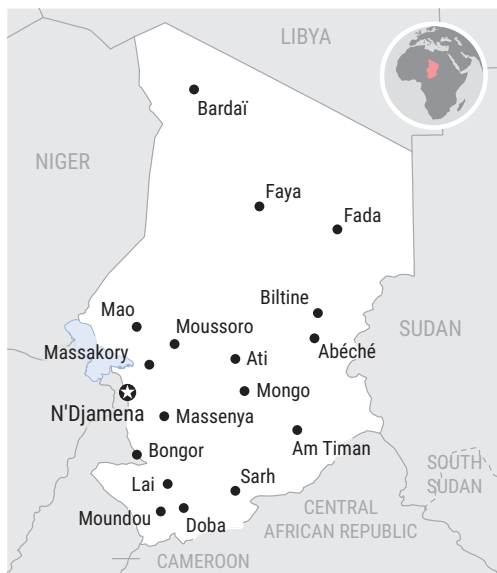 LIBYA
Bardaï
NIGER
Faya
Fada
Biltine
Mao
Moussoro
SUDAN
Massakory
Ati
Abéché
Mongo
N'Djamena
Massenya
Am Timan
Bongor
SOUTH
SUDAN
Lai
Sarh
Moundou
Doba
CENTRAL
AFRICAN REPUBLIC
CAMEROON